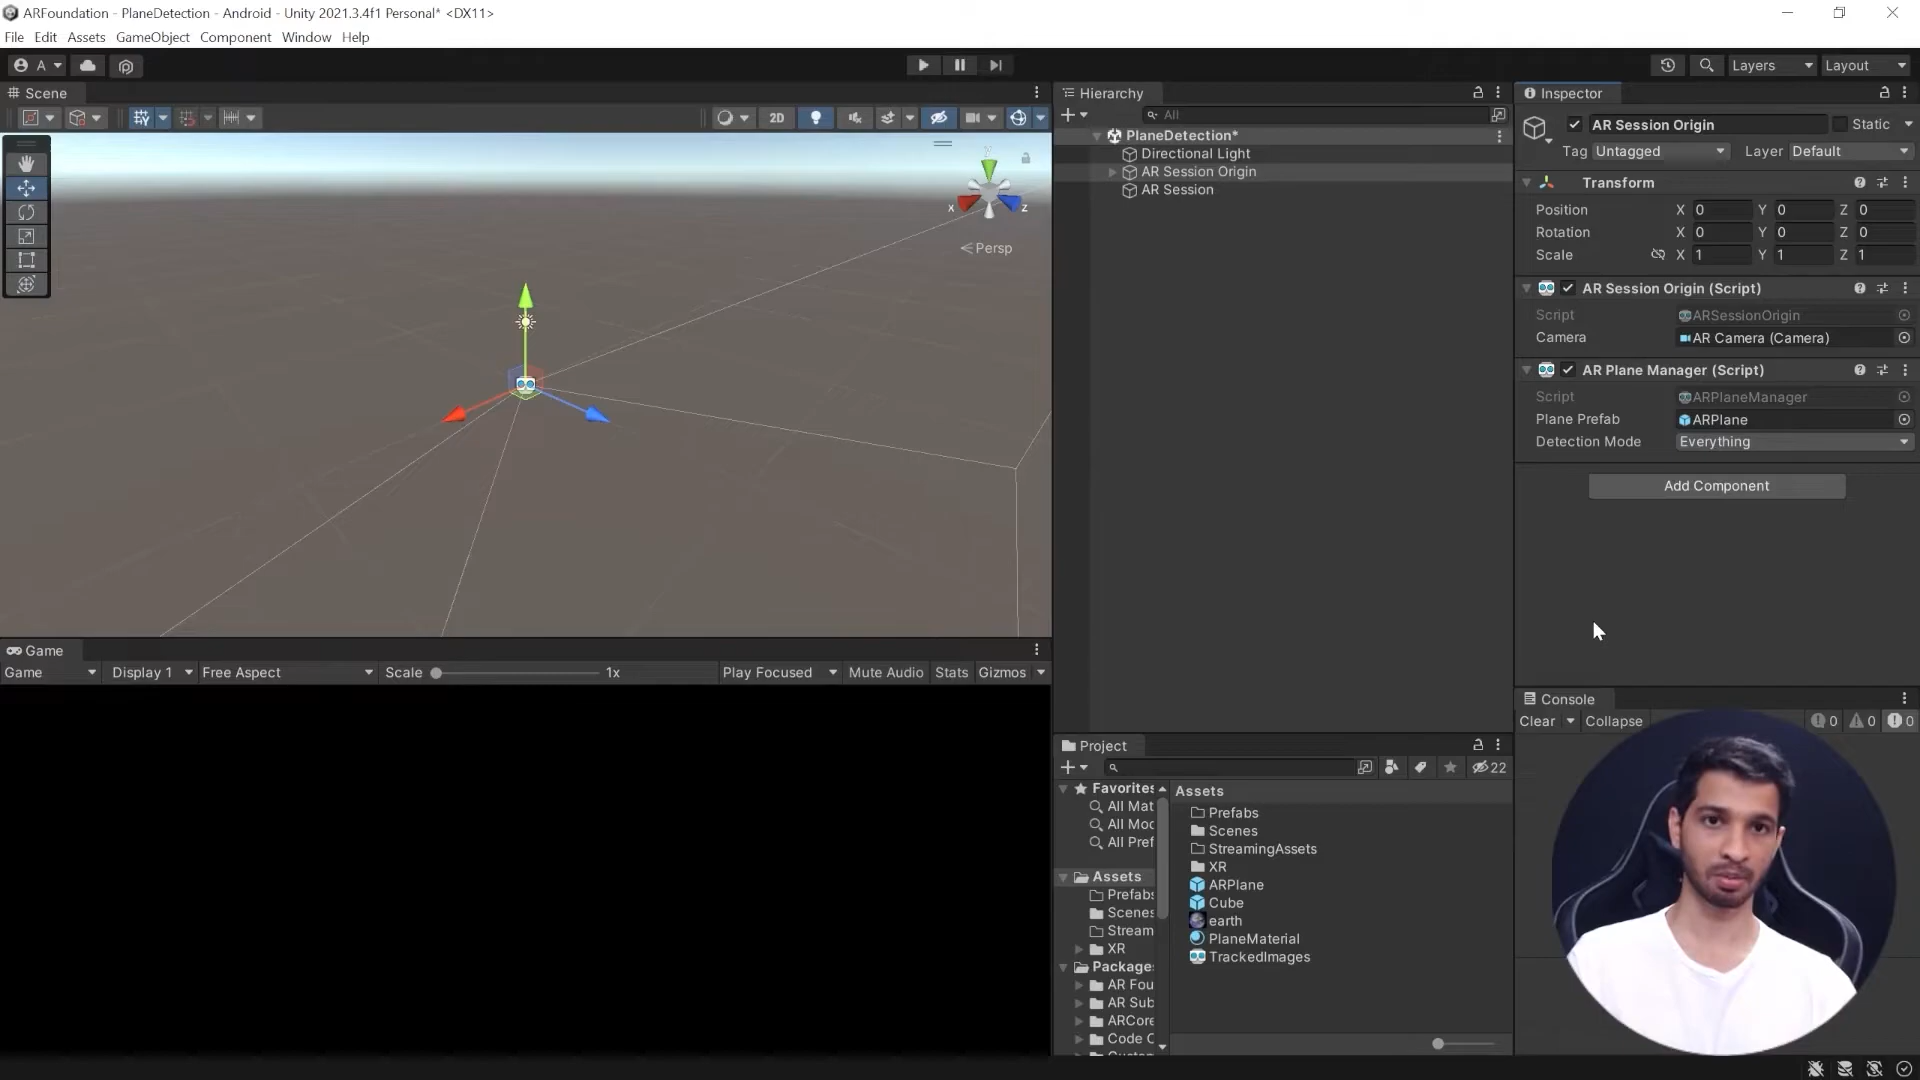 ARFoundation - PlaneDetection - Android - Unity 2021.3.4f1 Personal* <DX11>
File Edit Assets GameObject Component Window Help
A
Layers
Layout
Scene
2D
y
x
z
Persp
Game
Game
Display 1
Free Aspect
Scale
1x
Play Focused
Mute Audio
Stats
Gizmos
Hierarchy
All
PlaneDetection*
Directional Light
AR Session Origin
AR Session
Project
22
Favorites
All Mat
All Moc
All Pref
Assets
Prefabs
Scenes
Stream
XR
Packages
AR Fou
AR Sub
ARCore
Code C
Assets
Prefabs
Scenes
StreamingAssets
XR
ARPlane
Cube
earth
PlaneMaterial
TrackedImages
Inspector
AR Session Origin
Static
Tag Untagged Layer Default
Transform
Position X 0 Y 0 Z 0
Rotation X 0 Y 0 Z 0
Scale X 1 Y 1 Z 1
AR Session Origin (Script)
Script ARSessionOrigin
Camera AR Camera (Camera)
AR Plane Manager (Script)
Script ARPlaneManager
Plane Prefab ARPlane
Detection Mode Everything
Add Component
Console
Clear Collapse 0 0 0